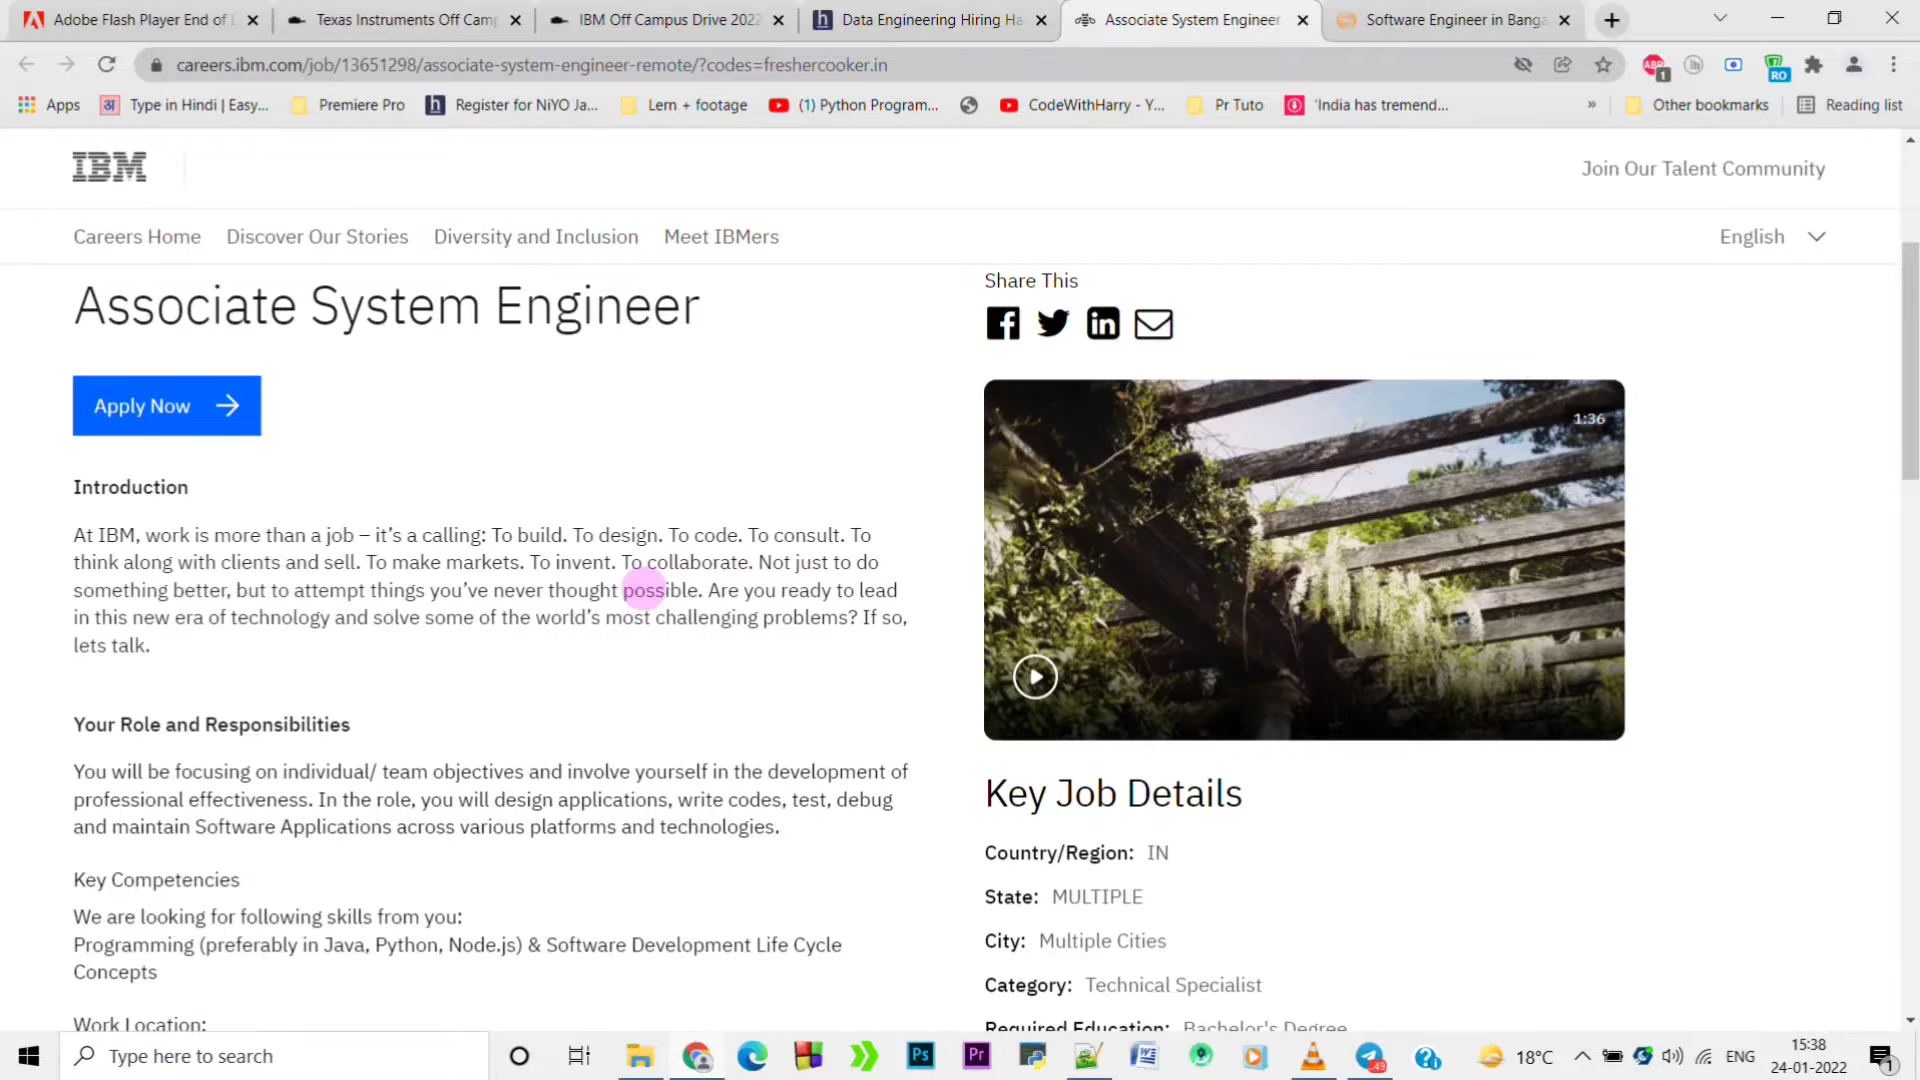 Adobe Flash Player End of L
Texas Instruments Off Camp
IBM Off Campus Drive 2022
Data Engineering Hiring Ha
Associate System Engineer
Software Engineer in Banga
careers.ibm.com/job/13651298/associate-system-engineer-remote/?codes=freshercooker.in
ABP
1
RO
Apps
Type in Hindi | Easy...
Premiere Pro
Register for NiYO Ja...
Lern + footage
(1) Python Program...
CodeWithHarry - Y...
Pr Tuto
'India has tremend...
»
Other bookmarks
Reading list
IBM
Join Our Talent Community
Careers Home
Discover Our Stories
Diversity and Inclusion
Meet IBMers
English
Associate System Engineer
Apply Now
Introduction
At IBM, work is more than a job – it’s a calling: To build. To design. To code. To consult. To
think along with clients and sell. To make markets. To invent. To collaborate. Not just to do
something better, but to attempt things you’ve never thought possible. Are you ready to lead
in this new era of technology and solve some of the world’s most challenging problems? If so,
lets talk.
Your Role and Responsibilities
You will be focusing on individual/ team objectives and involve yourself in the development of
professional effectiveness. In the role, you will design applications, write codes, test, debug
and maintain Software Applications across various platforms and technologies.
Key Competencies
We are looking for following skills from you:
Programming (preferably in Java, Python, Node.js) & Software Development Life Cycle
Concepts
Work Location:
Share This
1:36
Key Job Details
Country/Region: IN
State: MULTIPLE
City: Multiple Cities
Category: Technical Specialist
Required Education: Bachelor's Degree
Type here to search
Ps
Pr
49
18°C
ENG
15:38
24-01-2022
1